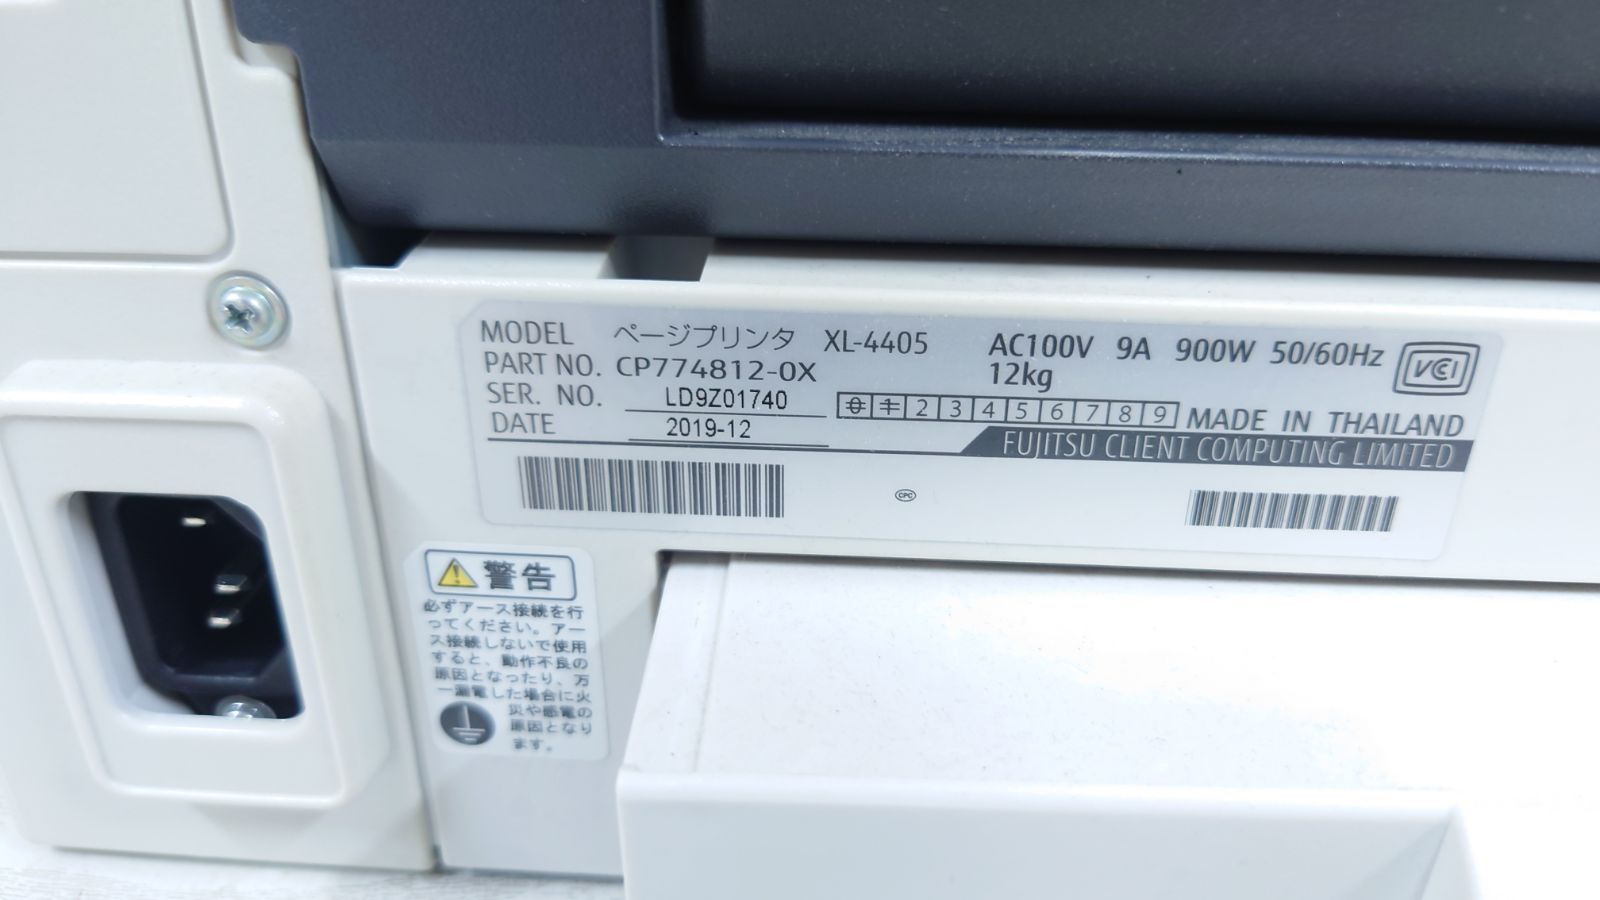 MODEL ページプリンタ XL-4405 AC100V 9A 900W 50/60Hz VCI
PART NO. CP774812-0X 12kg
SER. NO. LD9Z01740 2 3 4 5 6 7 8 9 MADE IN THAILAND
DATE 2019-12 FUJITSU CLIENT COMPUTING LIMITED
CPC
警告
必ずアース接続を行
ってください。アー
ス接続しないで使用
すると、動作不良の
原因となったり、万
一漏電した場合に火
災や感電の
原因となり
ます。